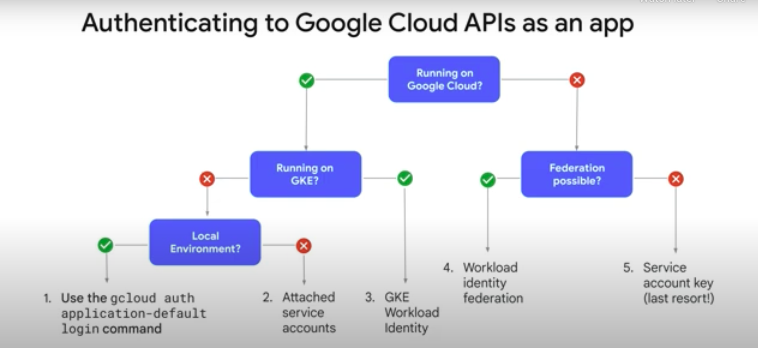 Authenticating to Google Cloud APIs as an app
Running on
Google Cloud?
Running on
GKE?
Federation
possible?
Local
Environment?
1. Use the gcloud auth
application-default
login command
2. Attached
service
accounts
3. GKE
Workload
Identity
4. Workload
identity
federation
5. Service
account key
(last resort!)